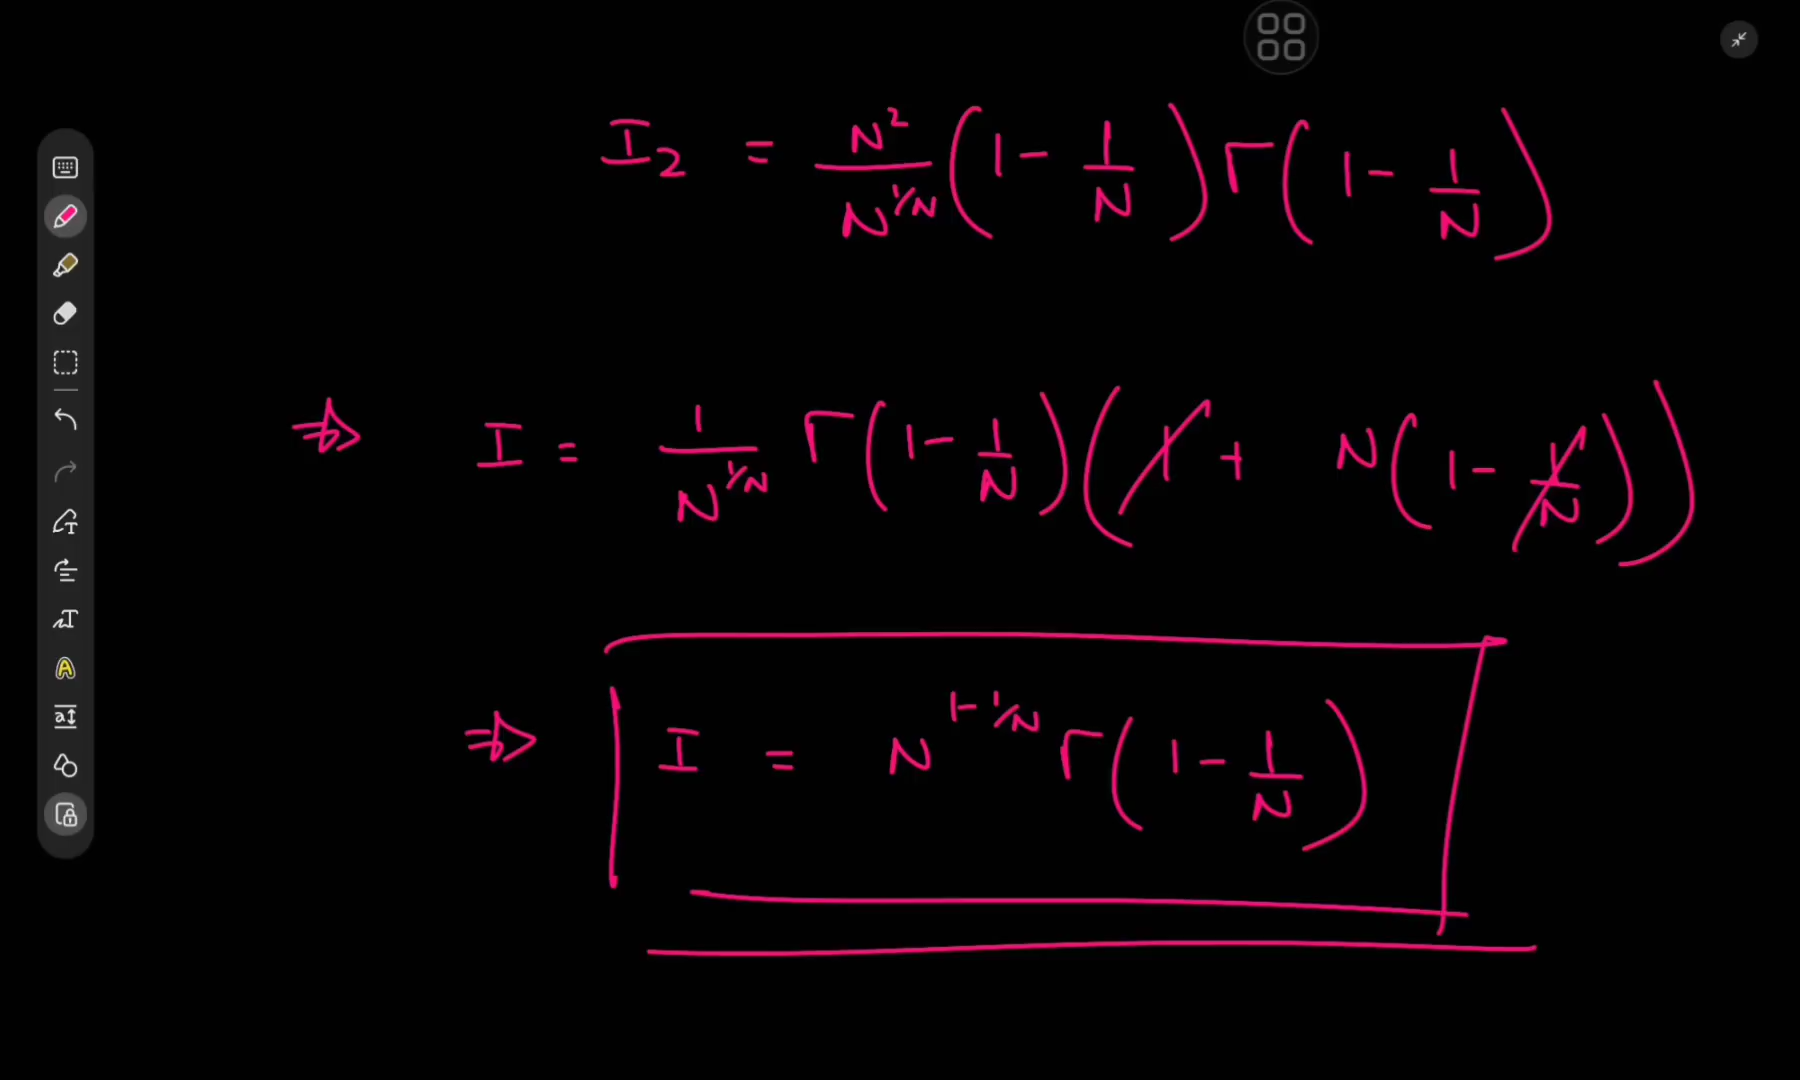 I₂ = N²/N^(1/N) (1 - 1/N) Γ(1 - 1/N)
⇒ I = 1/N^(1/N) Γ(1 - 1/N) (1 + N(1 - 1/N))
⇒ I = N^(1 - 1/N) Γ(1 - 1/N)